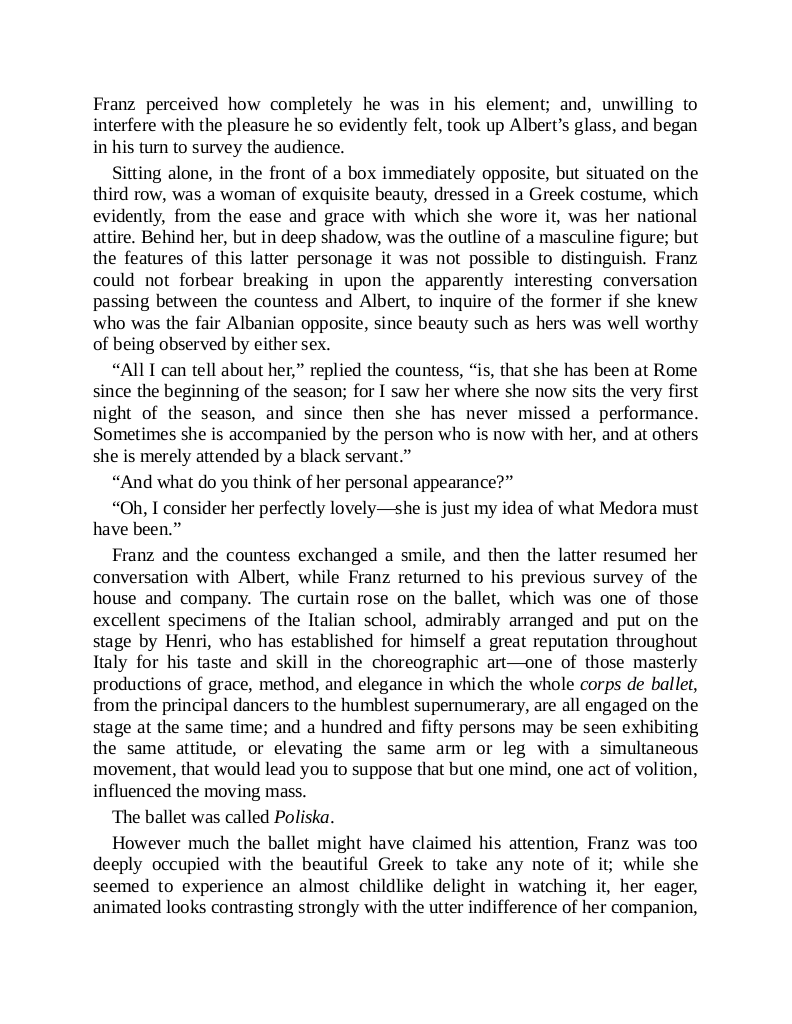 Franz perceived how completely he was in his element; and, unwilling to
interfere with the pleasure he so evidently felt, took up Albert’s glass, and began
in his turn to survey the audience.
Sitting alone, in the front of a box immediately opposite, but situated on the
third row, was a woman of exquisite beauty, dressed in a Greek costume, which
evidently, from the ease and grace with which she wore it, was her national
attire. Behind her, but in deep shadow, was the outline of a masculine figure; but
the features of this latter personage it was not possible to distinguish. Franz
could not forbear breaking in upon the apparently interesting conversation
passing between the countess and Albert, to inquire of the former if she knew
who was the fair Albanian opposite, since beauty such as hers was well worthy
of being observed by either sex.
“All I can tell about her,” replied the countess, “is, that she has been at Rome
since the beginning of the season; for I saw her where she now sits the very first
night of the season, and since then she has never missed a performance.
Sometimes she is accompanied by the person who is now with her, and at others
she is merely attended by a black servant.”
“And what do you think of her personal appearance?”
“Oh, I consider her perfectly lovely—she is just my idea of what Medora must
have been.”
Franz and the countess exchanged a smile, and then the latter resumed her
conversation with Albert, while Franz returned to his previous survey of the
house and company. The curtain rose on the ballet, which was one of those
excellent specimens of the Italian school, admirably arranged and put on the
stage by Henri, who has established for himself a great reputation throughout
Italy for his taste and skill in the choreographic art—one of those masterly
productions of grace, method, and elegance in which the whole corps de ballet,
from the principal dancers to the humblest supernumerary, are all engaged on the
stage at the same time; and a hundred and fifty persons may be seen exhibiting
the same attitude, or elevating the same arm or leg with a simultaneous
movement, that would lead you to suppose that but one mind, one act of volition,
influenced the moving mass.
The ballet was called Poliska.
However much the ballet might have claimed his attention, Franz was too
deeply occupied with the beautiful Greek to take any note of it; while she
seemed to experience an almost childlike delight in watching it, her eager,
animated looks contrasting strongly with the utter indifference of her companion,